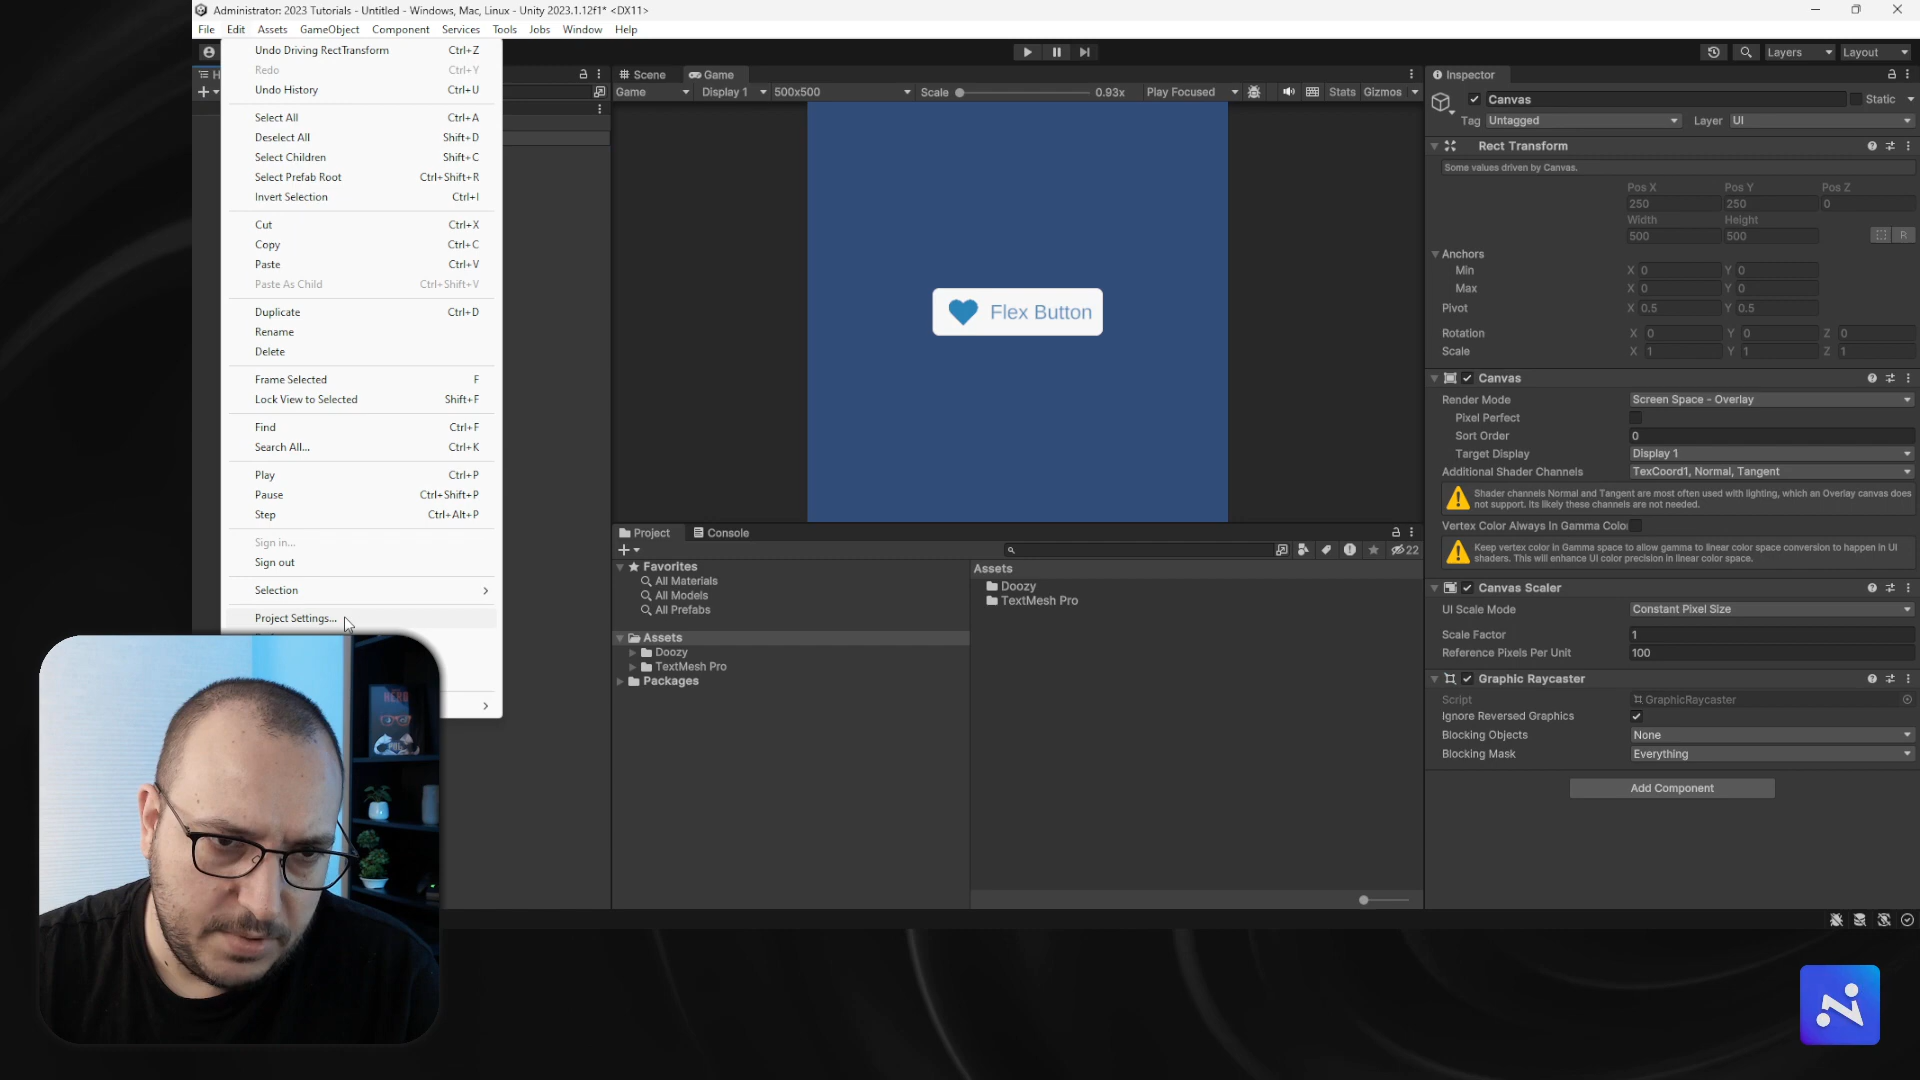 Administrator: 2023 Tutorials - Untitled - Windows, Mac, Linux - Unity 2023.1.12f1* <DX11>
File Edit Assets GameObject Component Services Tools Jobs Window Help
Layers Layout
Undo Driving RectTransform Ctrl+Z
Redo Ctrl+Y
Undo History Ctrl+U
Select All Ctrl+A
Deselect All Shift+D
Select Children Shift+C
Select Prefab Root Ctrl+Shift+R
Invert Selection Ctrl+I
Cut Ctrl+X
Copy Ctrl+C
Paste Ctrl+V
Paste As Child Ctrl+Shift+V
Duplicate Ctrl+D
Rename
Delete
Frame Selected F
Lock View to Selected Shift+F
Find Ctrl+F
Search All... Ctrl+K
Play Ctrl+P
Pause Ctrl+Shift+P
Step Ctrl+Alt+P
Sign in...
Sign out
Selection
Project Settings...
Scene Game
Game Display 1 500x500 Scale 0.93x Play Focused Stats Gizmos
Flex Button
Project Console
22
Favorites
All Materials
All Models
All Prefabs
Assets
Doozy
TextMesh Pro
Packages
Assets
Doozy
TextMesh Pro
Inspector
Canvas Static
Tag Untagged Layer UI
Rect Transform
Some values driven by Canvas.
Pos X Pos Y Pos Z
250 250 0
Width Height
500 500 R
Anchors
Min X 0 Y 0
Max X 0 Y 0
Pivot X 0.5 Y 0.5
Rotation X 0 Y 0 Z 0
Scale X 1 Y 1 Z 1
Canvas
Render Mode Screen Space - Overlay
Pixel Perfect
Sort Order 0
Target Display Display 1
Additional Shader Channels TexCoord1, Normal, Tangent
Shader channels Normal and Tangent are most often used with lighting, which an Overlay canvas does
not support. Its likely these channels are not needed.
Vertex Color Always In Gamma Color
Keep vertex color in Gamma space to allow gamma to linear color space conversion to happen in UI
shaders. This will enhance UI color precision in linear color space.
Canvas Scaler
UI Scale Mode Constant Pixel Size
Scale Factor 1
Reference Pixels Per Unit 100
Graphic Raycaster
Script GraphicRaycaster
Ignore Reversed Graphics
Blocking Objects None
Blocking Mask Everything
Add Component